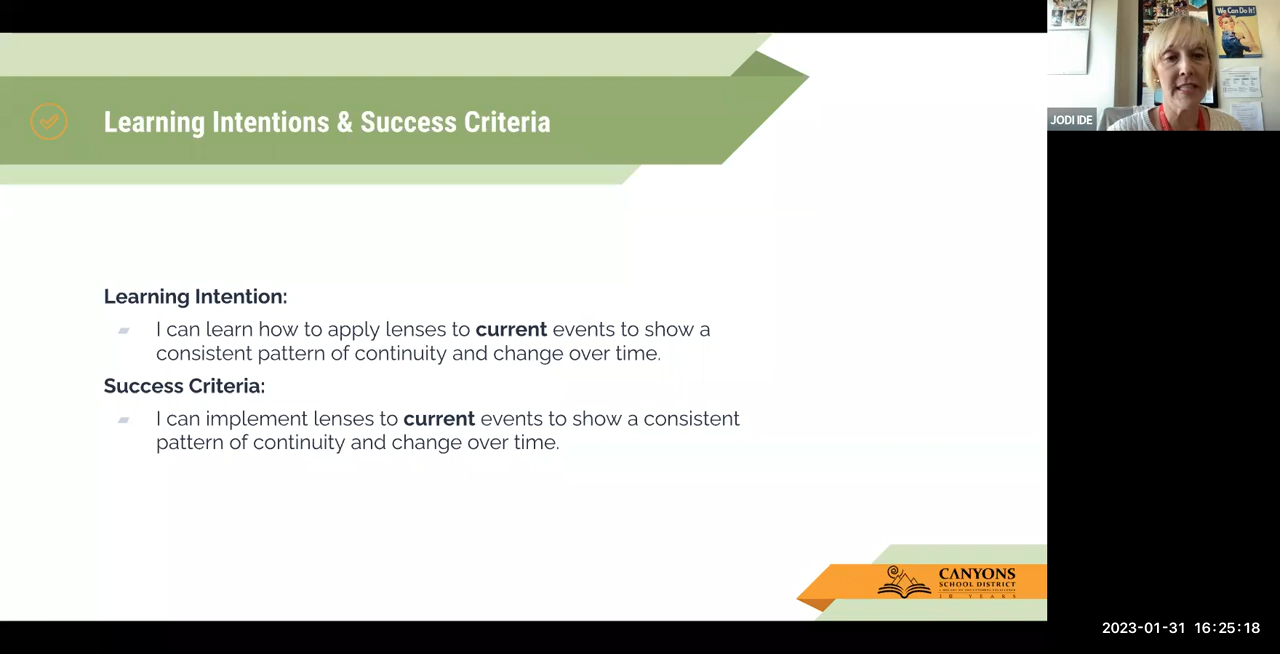 We Can Do It!
Learning Intentions & Success Criteria
JODI IDE
Learning Intention:
I can learn how to apply lenses to current events to show a
consistent pattern of continuity and change over time.
Success Criteria:
I can implement lenses to current events to show a consistent
pattern of continuity and change over time.
CANYONS
SCHOOL DISTRICT
10 YEARS
2023-01-31 16:25:18